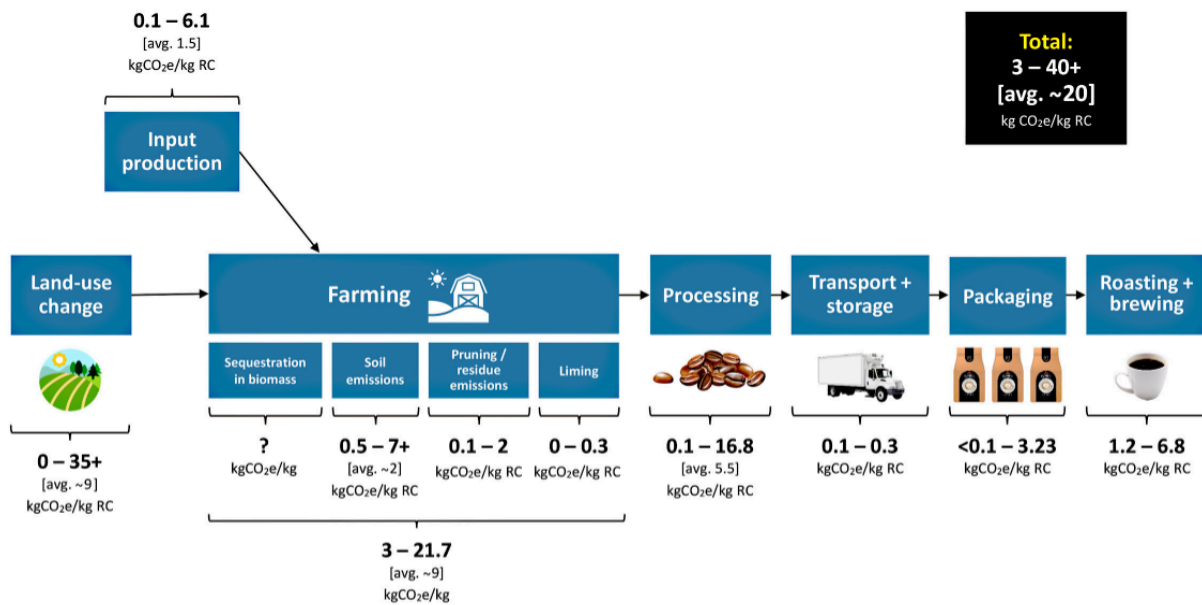 0.1 – 6.1
[avg. 1.5]
kgCO₂e/kg RC
Total:
3 – 40+
[avg. ~20]
kg CO₂e/kg RC
Input
production
Land-use
change
Farming
Processing
Transport +
storage
Packaging
Roasting +
brewing
Sequestration
in biomass
Soil
emissions
Pruning /
residue
emissions
Liming
0 – 35+
[avg. ~9]
kgCO₂e/kg RC
?
kgCO₂e/kg
0.5 – 7+
[avg. ~2]
kgCO₂e/kg RC
0.1 – 2
kgCO₂e/kg RC
0 – 0.3
kgCO₂e/kg RC
0.1 – 16.8
[avg. 5.5]
kgCO₂e/kg RC
0.1 – 0.3
kgCO₂e/kg RC
<0.1 – 3.23
kgCO₂e/kg RC
1.2 – 6.8
kgCO₂e/kg RC
3 – 21.7
[avg. ~9]
kgCO₂e/kg